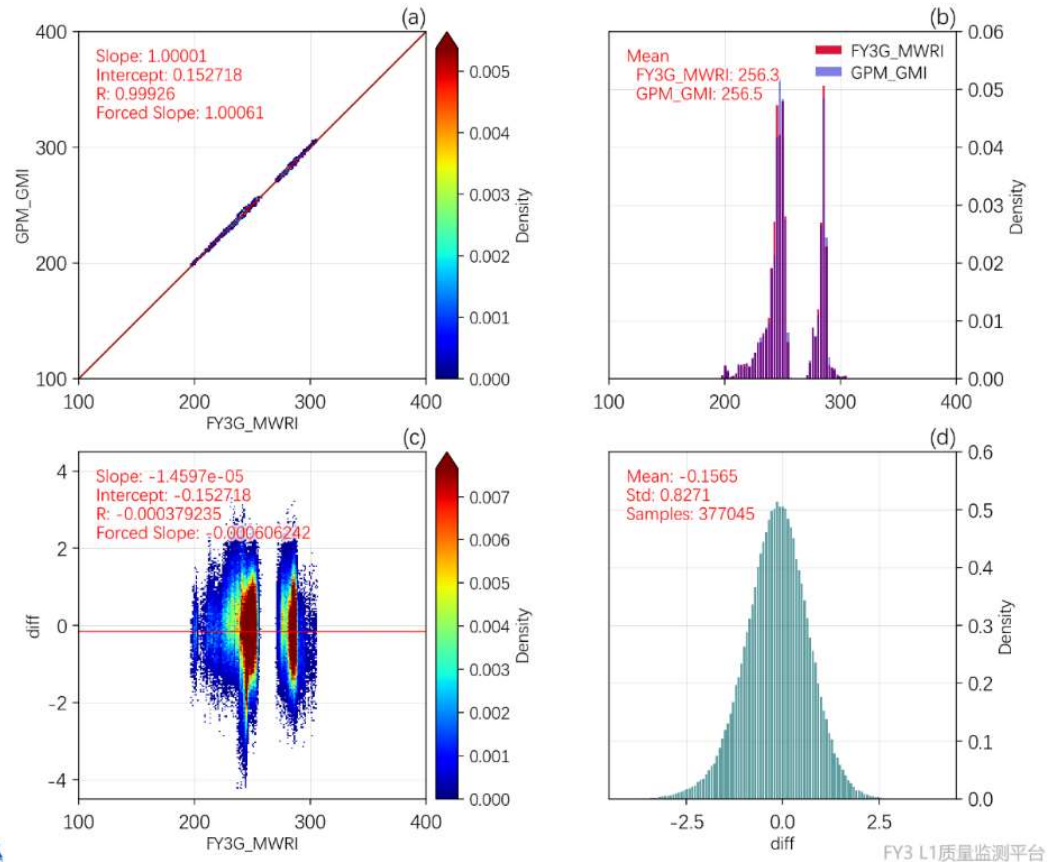 (a)
400
300
200
100
GPM_GMI
Slope: 1.00001
Intercept: 0.152718
R: 0.99926
Forced Slope: 1.00061
100
200
300
400
FY3G_MWRI
0.005
0.004
0.003
0.002
0.001
0.000
Density
(b)
Mean
FY3G_MWRI: 256.3
GPM_GMI: 256.5
FY3G_MWRI
GPM_GMI
0.06
0.05
0.04
0.03
0.02
0.01
0.00
Density
100
200
300
400
(c)
4
2
0
-2
-4
diff
Slope: -1.4597e-05
Intercept: -0.152718
R: -0.000379235
Forced Slope: -0.000606242
100
200
300
400
FY3G_MWRI
0.007
0.006
0.005
0.004
0.003
0.002
0.001
0.000
Density
(d)
Mean: -0.1565
Std: 0.8271
Samples: 377045
0.6
0.5
0.4
0.3
0.2
0.1
0.0
Density
-2.5
0.0
2.5
diff
FY3 L1质量监测平台